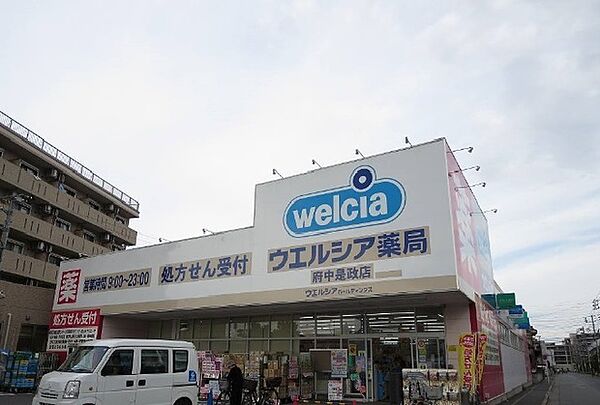 welcia
ウエルシア薬局
府中是政店
ウエルシアホールディングス
薬 営業時間 9:00~23:00 処方せん受付
処方せん受付